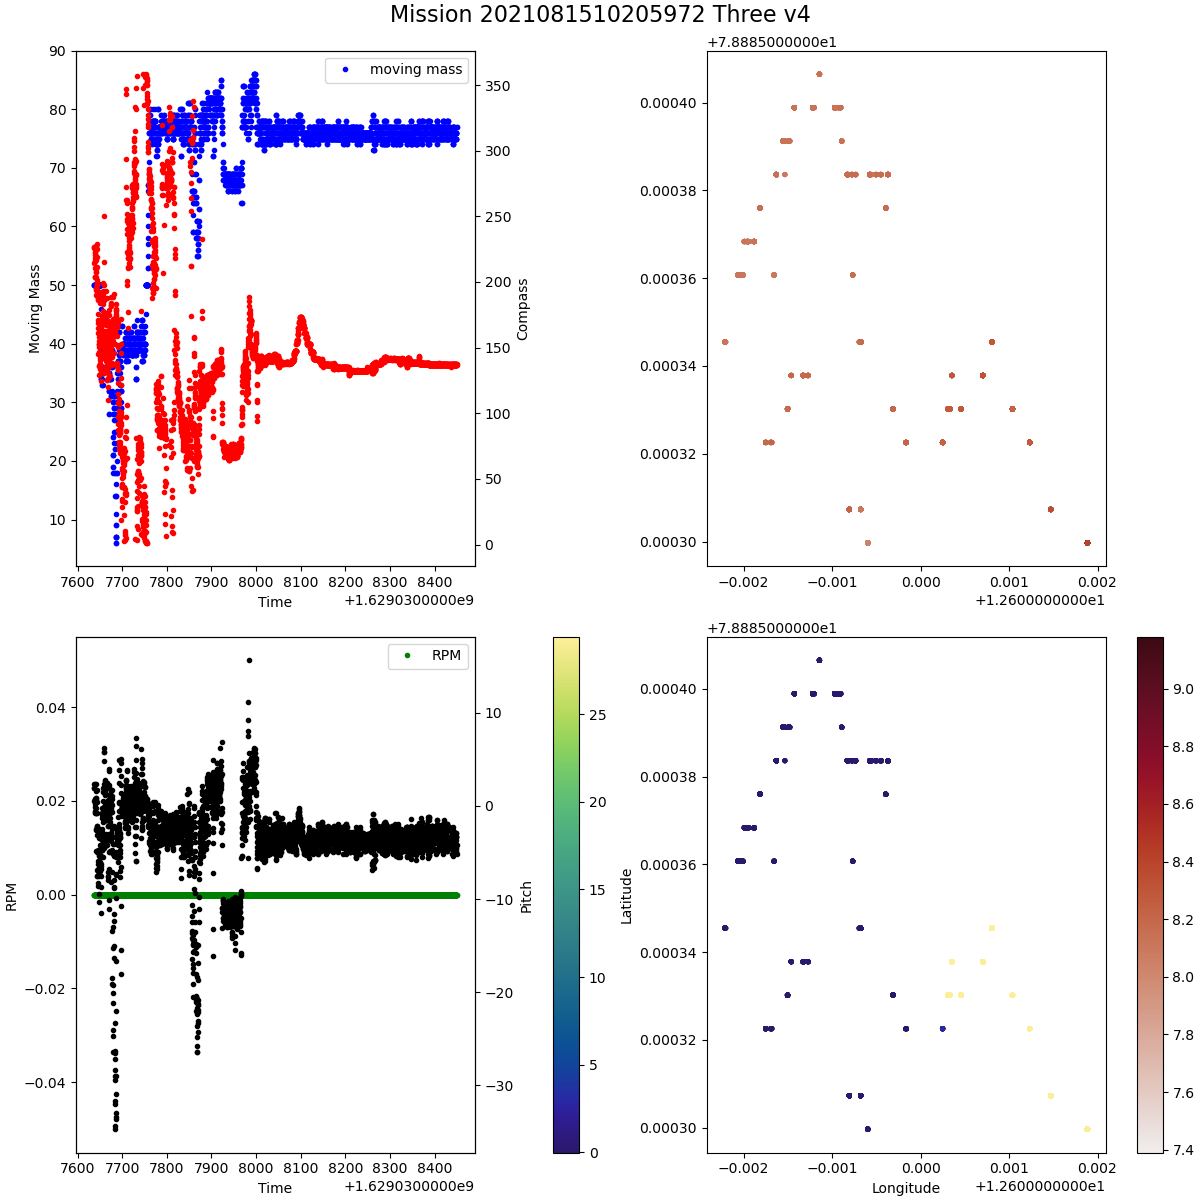 Mission 2021081510205972 Three v4
90
80
70
60
50
40
30
20
10
Moving Mass
moving mass
350
300
250
200
150
100
50
0
Compass
7600 7700 7800 7900 8000 8100 8200 8300 8400
Time
+1.6290300000e9
+7.8885000000e1
0.00040
0.00038
0.00036
0.00034
0.00032
0.00030
−0.002 −0.001 0.000 0.001 0.002
+1.2600000000e1
RPM
0.04
0.02
0.00
−0.02
−0.04
RPM
10
0
−10
−20
−30
Pitch
7600 7700 7800 7900 8000 8100 8200 8300 8400
Time
+1.6290300000e9
25
20
15
10
5
0
+7.8885000000e1
0.00040
0.00038
0.00036
0.00034
0.00032
0.00030
Latitude
−0.002 −0.001 0.000 0.001 0.002
Longitude
+1.2600000000e1
9.0
8.8
8.6
8.4
8.2
8.0
7.8
7.6
7.4